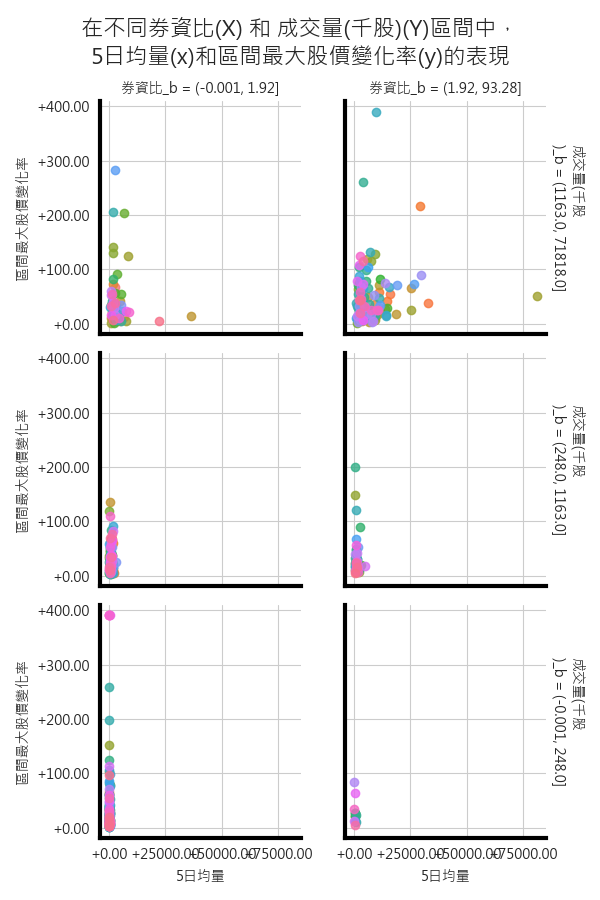 在不同券資比(X) 和 成交量(千股)(Y)區間中，
5日均量(x)和區間最大股價變化率(y)的表現
券資比_b = (-0.001, 1.92]
券資比_b = (1.92, 93.28]
+400.00
+300.00
+200.00
+100.00
+0.00
區間最大股價變化率
成交量(千股
)_b = (1163.0, 71818.0]
+400.00
+300.00
+200.00
+100.00
+0.00
區間最大股價變化率
成交量(千股
)_b = (248.0, 1163.0]
+400.00
+300.00
+200.00
+100.00
+0.00
區間最大股價變化率
成交量(千股
)_b = (-0.001, 248.0]
+0.00 +25000.00 +50000.00 +75000.00
+0.00 +25000.00 +50000.00 +75000.00
5日均量
5日均量